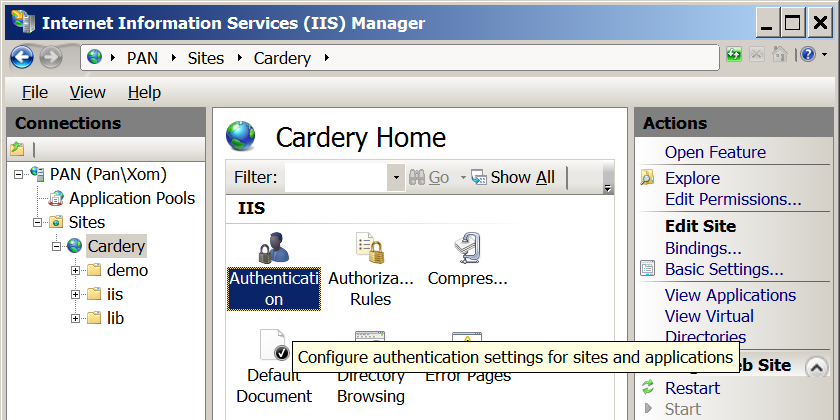 Internet Information Services (IIS) Manager
PAN Sites Cardery
File View Help
Connections
PAN (Pan\Xom)
Application Pools
Sites
Cardery
demo
iis
lib
Cardery Home
Filter: Go Show All
IIS
Authenticati
on
Authoriza...
Rules
Compres...
Default
Document
Directory
Browsing
Error Pages
Configure authentication settings for sites and applications
Actions
Open Feature
Explore
Edit Permissions...
Edit Site
Bindings...
Basic Settings...
View Applications
View Virtual
Directories
Site
Restart
Start